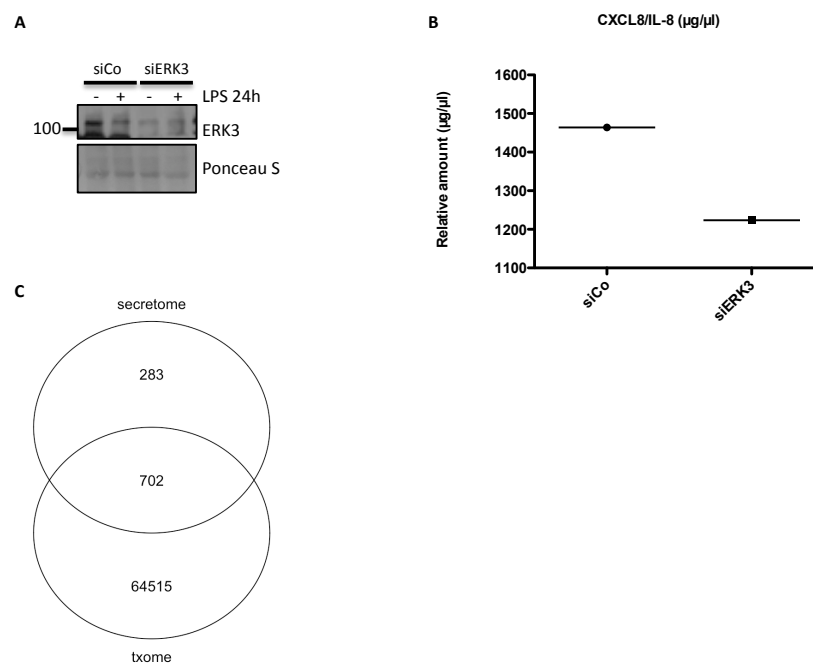 A
siCo siERK3
- + - + LPS 24h
100 ERK3
Ponceau S
B
CXCL8/IL-8 (µg/µl)
Relative amount (µg/µl)
1600
1500
1400
1300
1200
1100
siCo
siERK3
C
secretome
283
702
64515
txome